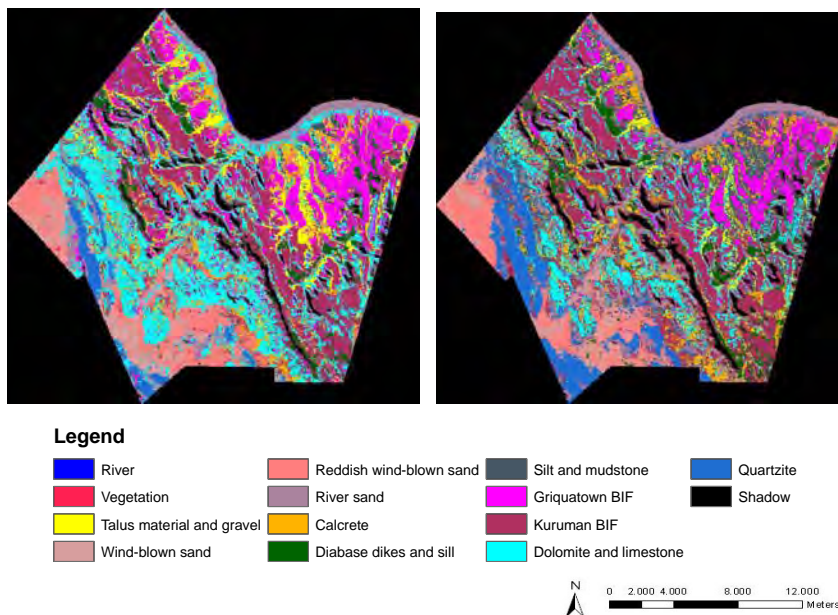 Legend
River
Vegetation
Talus material and gravel
Wind-blown sand
Reddish wind-blown sand
River sand
Calcrete
Diabase dikes and sill
Silt and mudstone
Griquatown BIF
Kuruman BIF
Dolomite and limestone
Quartzite
Shadow
N
0 2.000 4.000 8.000 12.000
Meters